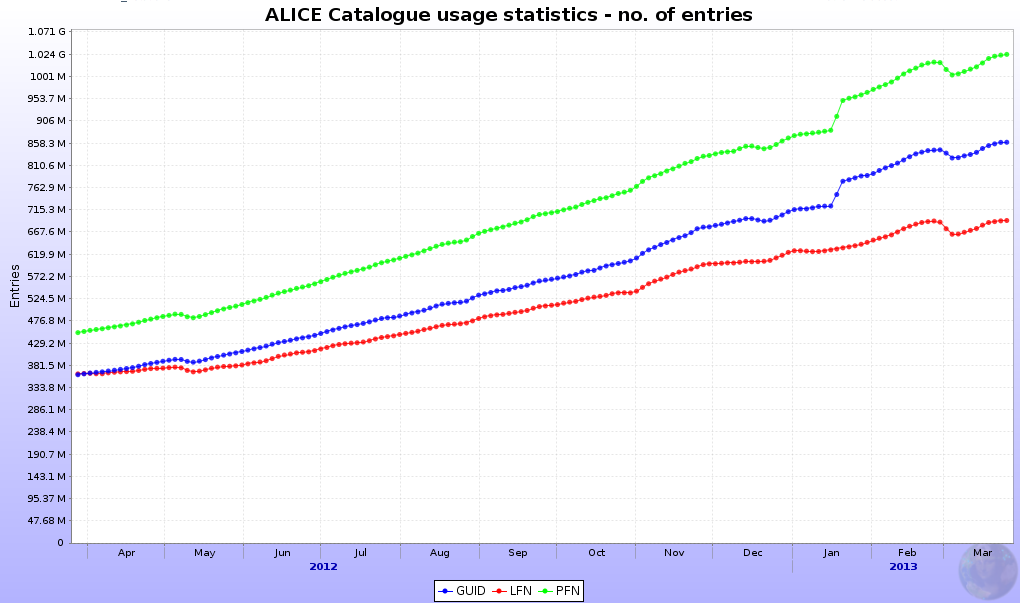 ALICE Catalogue usage statistics - no. of entries
1.071 G
1.024 G
1001 M
953.7 M
906 M
858.3 M
810.6 M
762.9 M
715.3 M
667.6 M
619.9 M
572.2 M
524.5 M
476.8 M
429.2 M
381.5 M
333.8 M
286.1 M
238.4 M
190.7 M
143.1 M
95.37 M
47.68 M
0
Entries
Apr May Jun Jul Aug Sep Oct Nov Dec Jan Feb Mar
2012 2013
GUID LFN PFN